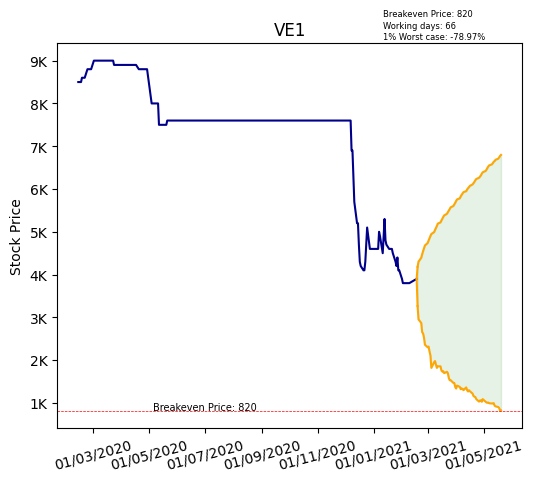 Breakeven Price: 820
Working days: 66
1% Worst case: -78.97%
VE1
Stock Price
9K
8K
7K
6K
5K
4K
3K
2K
1K
Breakeven Price: 820
01/03/2020 01/05/2020 01/07/2020 01/09/2020 01/11/2020 01/01/2021 01/03/2021 01/05/2021